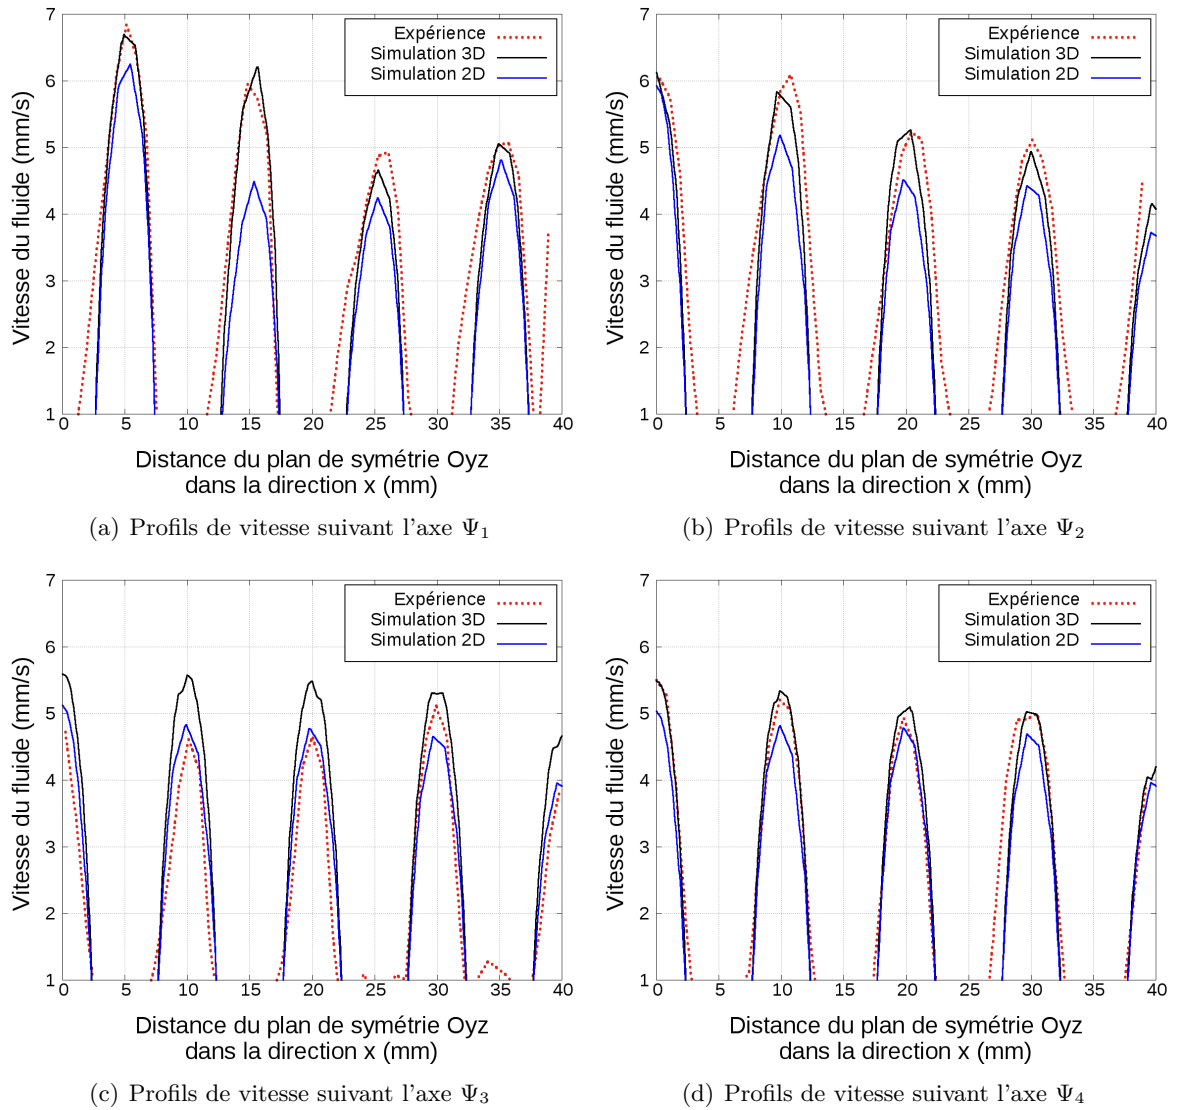 7
6
5
4
3
2
1
0 5 10 15 20 25 30 35 40
Vitesse du fluide (mm/s)
Expérience
Simulation 3D
Simulation 2D
Distance du plan de symétrie Oyz
dans la direction x (mm)
(a) Profils de vitesse suivant l'axe Ψ₁
7
6
5
4
3
2
1
0 5 10 15 20 25 30 35 40
Vitesse du fluide (mm/s)
Expérience
Simulation 3D
Simulation 2D
Distance du plan de symétrie Oyz
dans la direction x (mm)
(b) Profils de vitesse suivant l'axe Ψ₂
7
6
5
4
3
2
1
0 5 10 15 20 25 30 35 40
Vitesse du fluide (mm/s)
Expérience
Simulation 3D
Simulation 2D
Distance du plan de symétrie Oyz
dans la direction x (mm)
(c) Profils de vitesse suivant l'axe Ψ₃
7
6
5
4
3
2
1
0 5 10 15 20 25 30 35 40
Vitesse du fluide (mm/s)
Expérience
Simulation 3D
Simulation 2D
Distance du plan de symétrie Oyz
dans la direction x (mm)
(d) Profils de vitesse suivant l'axe Ψ₄